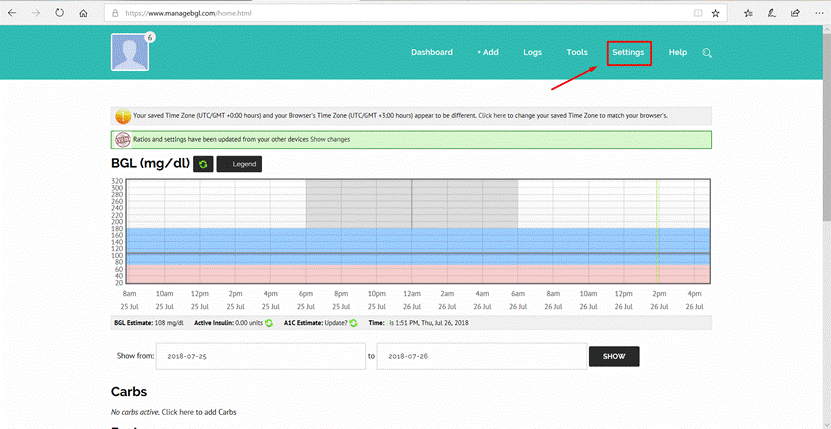 https://www.managebgl.com/home.html
6
Dashboard + Add Logs Tools Settings Help
Your saved Time Zone (UTC/GMT +0:00 hours) and your Browser's Time Zone (UTC/GMT +3:00 hours) appear to be different. Click here to change your saved Time Zone to match your browser's.
Ratios and settings have been updated from your other devices Show changes
BGL (mg/dl) Legend
320
300
280
260
240
220
200
180
160
140
120
100
80
60
40
20
8am 10am 12pm 2pm 4pm 6pm 8pm 10pm 12am 2am 4am 6am 8am 10am 12pm 2pm 4pm
25 Jul 25 Jul 25 Jul 25 Jul 25 Jul 25 Jul 25 Jul 25 Jul 26 Jul 26 Jul 26 Jul 26 Jul 26 Jul 26 Jul 26 Jul 26 Jul 26 Jul
BGL Estimate: 108 mg/dl Active Insulin: 0.00 units A1C Estimate: Update? Time: is 1:51 PM, Thu, Jul 26, 2018
Show from: 2018-07-25 to 2018-07-26 SHOW
Carbs
No carbs active. Click here to add Carbs